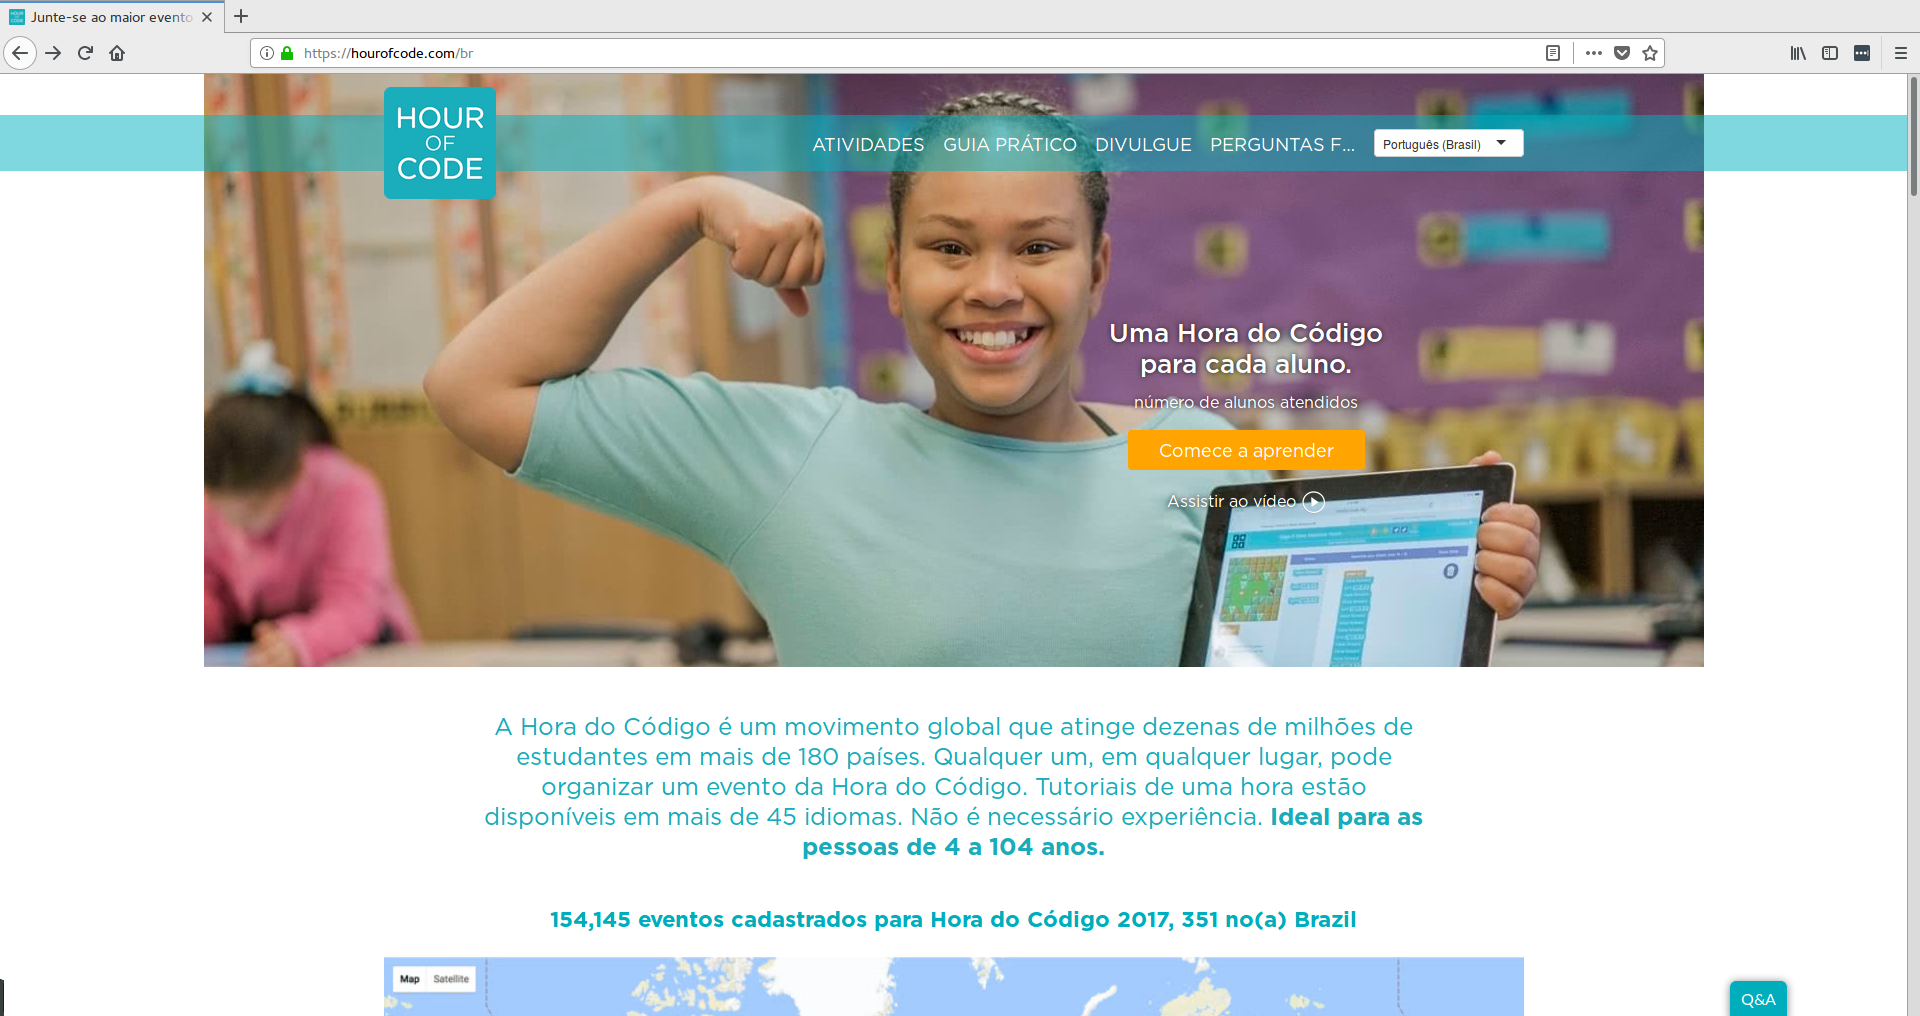 Junte-se ao maior evento
https://hourofcode.com/br
HOUR
OF
CODE
ATIVIDADES GUIA PRÁTICO DIVULGUE PERGUNTAS F... Português (Brasil)
Uma Hora do Código
para cada aluno.
número de alunos atendidos
Comece a aprender
Assistir ao vídeo
A Hora do Código é um movimento global que atinge dezenas de milhões de
estudantes em mais de 180 países. Qualquer um, em qualquer lugar, pode
organizar um evento da Hora do Código. Tutoriais de uma hora estão
disponíveis em mais de 45 idiomas. Não é necessário experiência. Ideal para as
pessoas de 4 a 104 anos.
154,145 eventos cadastrados para Hora do Código 2017, 351 no(a) Brazil
Map Satellite
Q&A